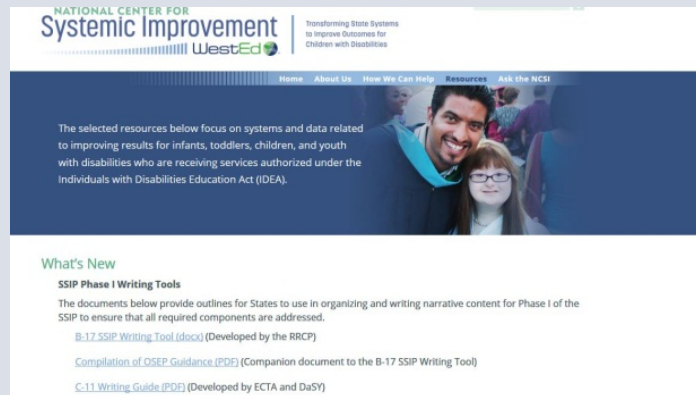 NATIONAL CENTER FOR
Systemic Improvement
WestEd
Transforming State Systems
to Improve Outcomes for
Children with Disabilities
Home About Us How We Can Help Resources Ask the NCSI
The selected resources below focus on systems and data related
to improving results for infants, toddlers, children, and youth
with disabilities who are receiving services authorized under the
Individuals with Disabilities Education Act (IDEA).
What's New
SSIP Phase I Writing Tools
The documents below provide outlines for States to use in organizing and writing narrative content for Phase I of the
SSIP to ensure that all required components are addressed.
B-17 SSIP Writing Tool (docx) (Developed by the RRCP)
Compilation of OSEP Guidance (PDF) (Companion document to the B-17 SSIP Writing Tool)
C-11 Writing Guide (PDF) (Developed by ECTA and DaSY)